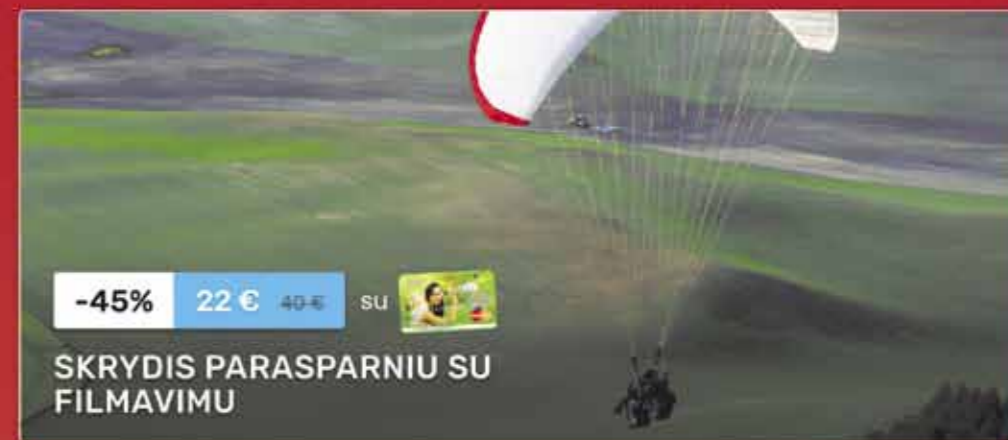 -45% 22 € 40 € su
SKRYDIS PARASPARNIU SU
FILMAVIMU